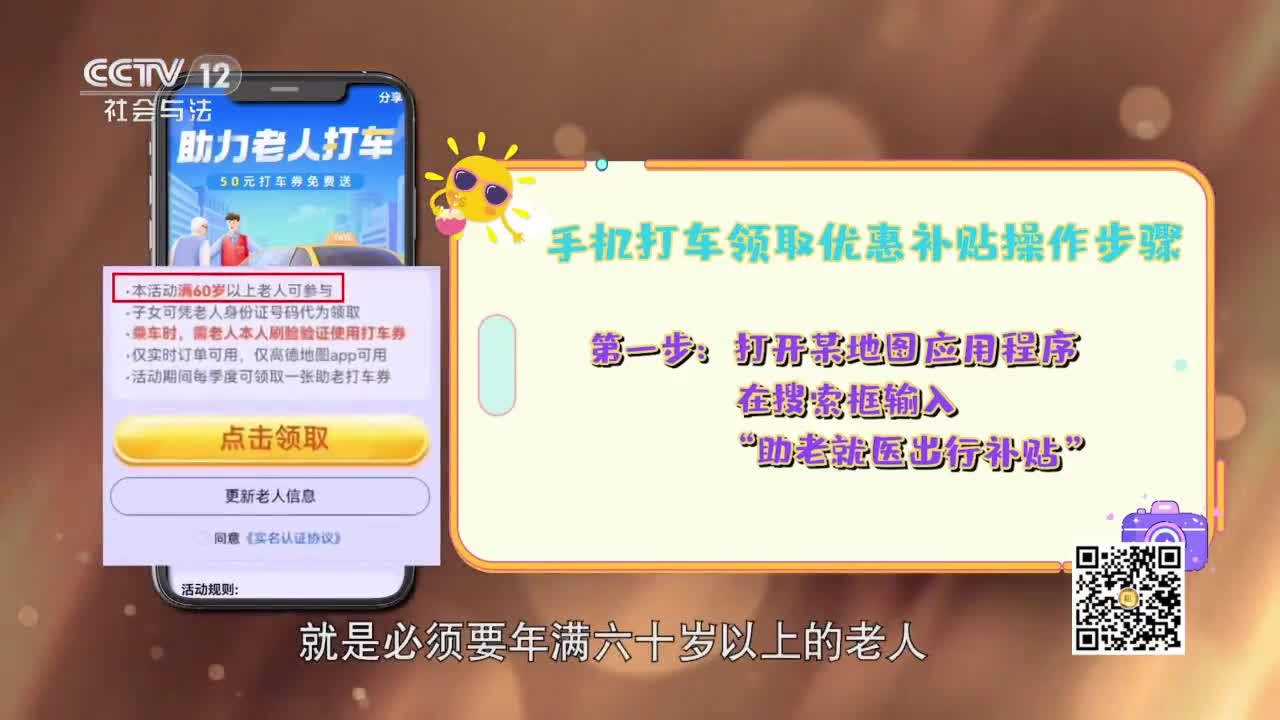 CCTV 12
社会与法
分享
助力老人打车
50元打车券免费送
TAXI
·本活动满60岁以上老人可参与
·子女可凭老人身份证号码代为领取
·乘车时，需老人本人刷脸验证使用打车券
·仅实时订单可用，仅高德地图app可用
·活动期间每季度可领取一张助老打车券
点击领取
更新老人信息
同意《实名认证协议》
活动规则:
手机打车领取优惠补贴操作步骤
第一步：打开某地图应用程序
在搜索框输入
“助老就医出行补贴”
就是必须要年满六十岁以上的老人